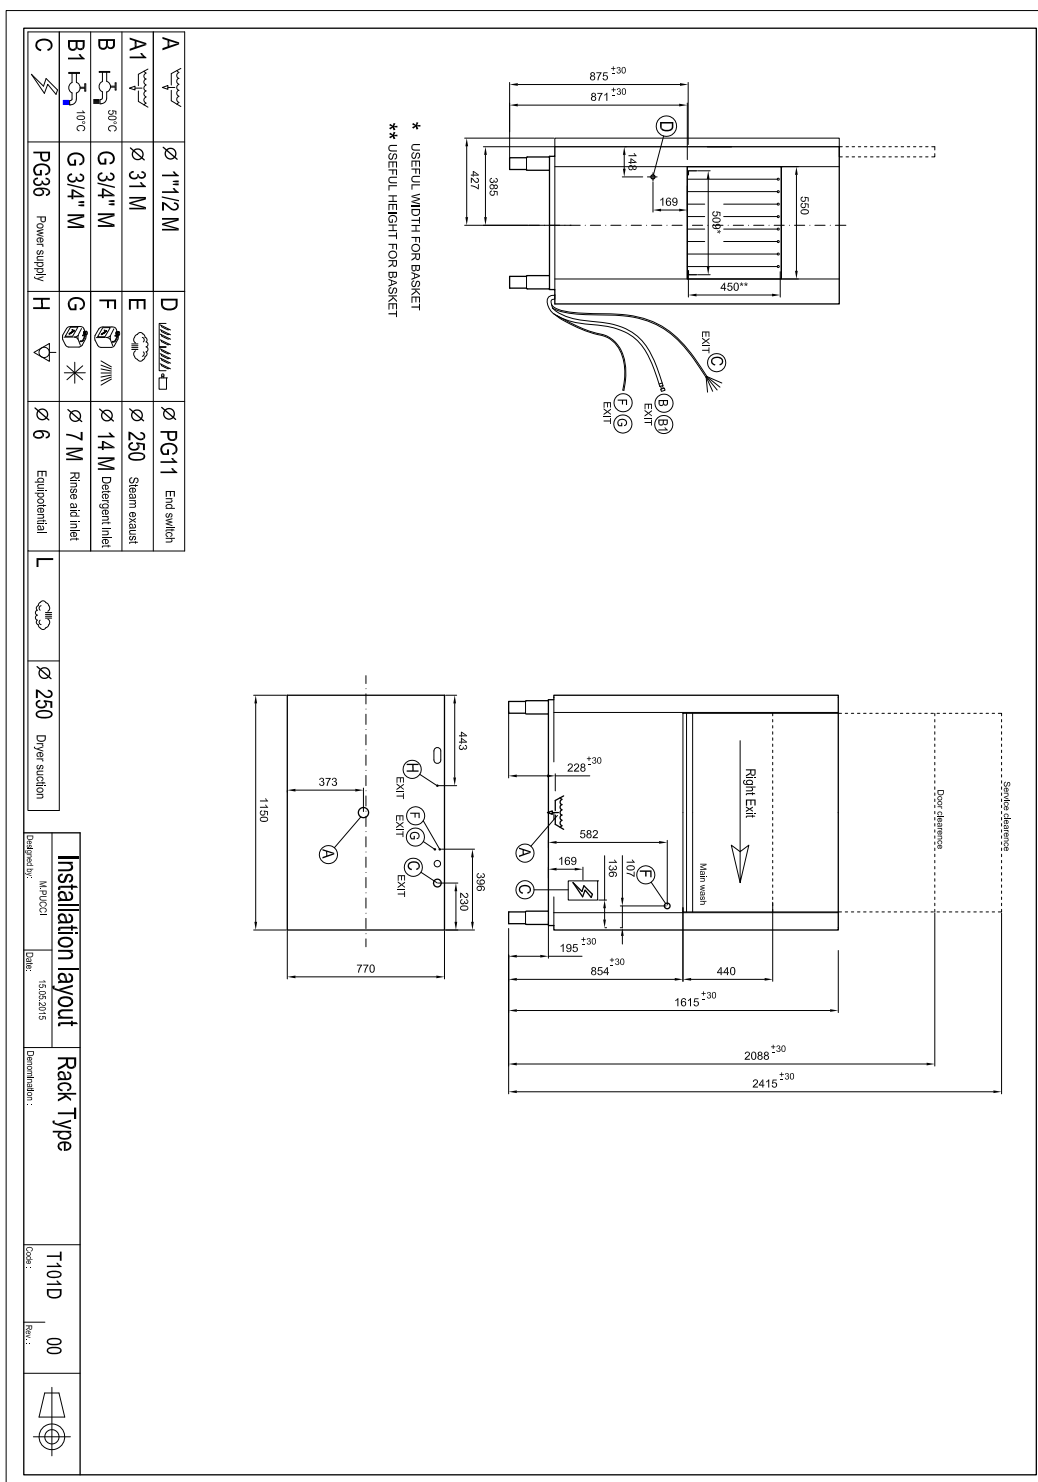 875 ±30
871 ±30
D
148
169
385
427
550
509*
450**
C
EXIT
B B1
EXIT
F G
EXIT
* USEFUL WIDTH FOR BASKET
** USEFUL HEIGHT FOR BASKET
Service clearence
Door clearence
Right Exit
Main wash
228 ±30
A
582
169
C
136
107
F
195 ±30
854 ±30
440
1615 ±30
2088 ±30
2415 ±30
443
H
EXIT
F G
EXIT
C
EXIT
373
A
396
230
1150
770
A Ø 1"1/2 M D Ø PG11 End switch
A1 Ø 31 M E Ø 250 Steam exaust
B 50°C G 3/4" M F Ø 14 M Detergent Inlet
B1 10°C G 3/4" M G Ø 7 M Rinse aid inlet
C PG36 Power supply H Ø 6 Equipotential L Ø 250 Dryer suction
Installation layout Rack Type T101D 00
Designed by: M.PUCCI Date: 15.05.2015 Denomination : Code : Rev. :